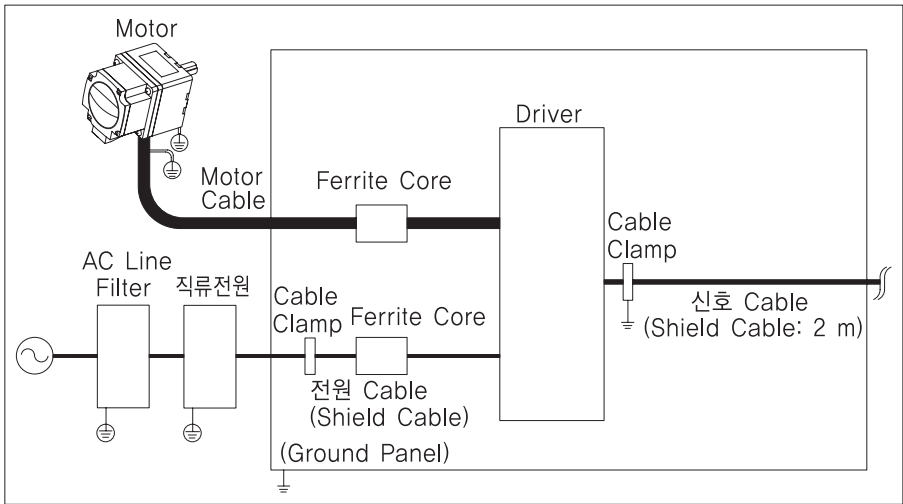 Motor
Driver
Motor
Cable
Ferrite Core
Cable
Clamp
AC Line
Filter
직류전원
Cable
Clamp
Ferrite Core
신호 Cable
(Shield Cable: 2 m)
전원 Cable
(Shield Cable)
(Ground Panel)